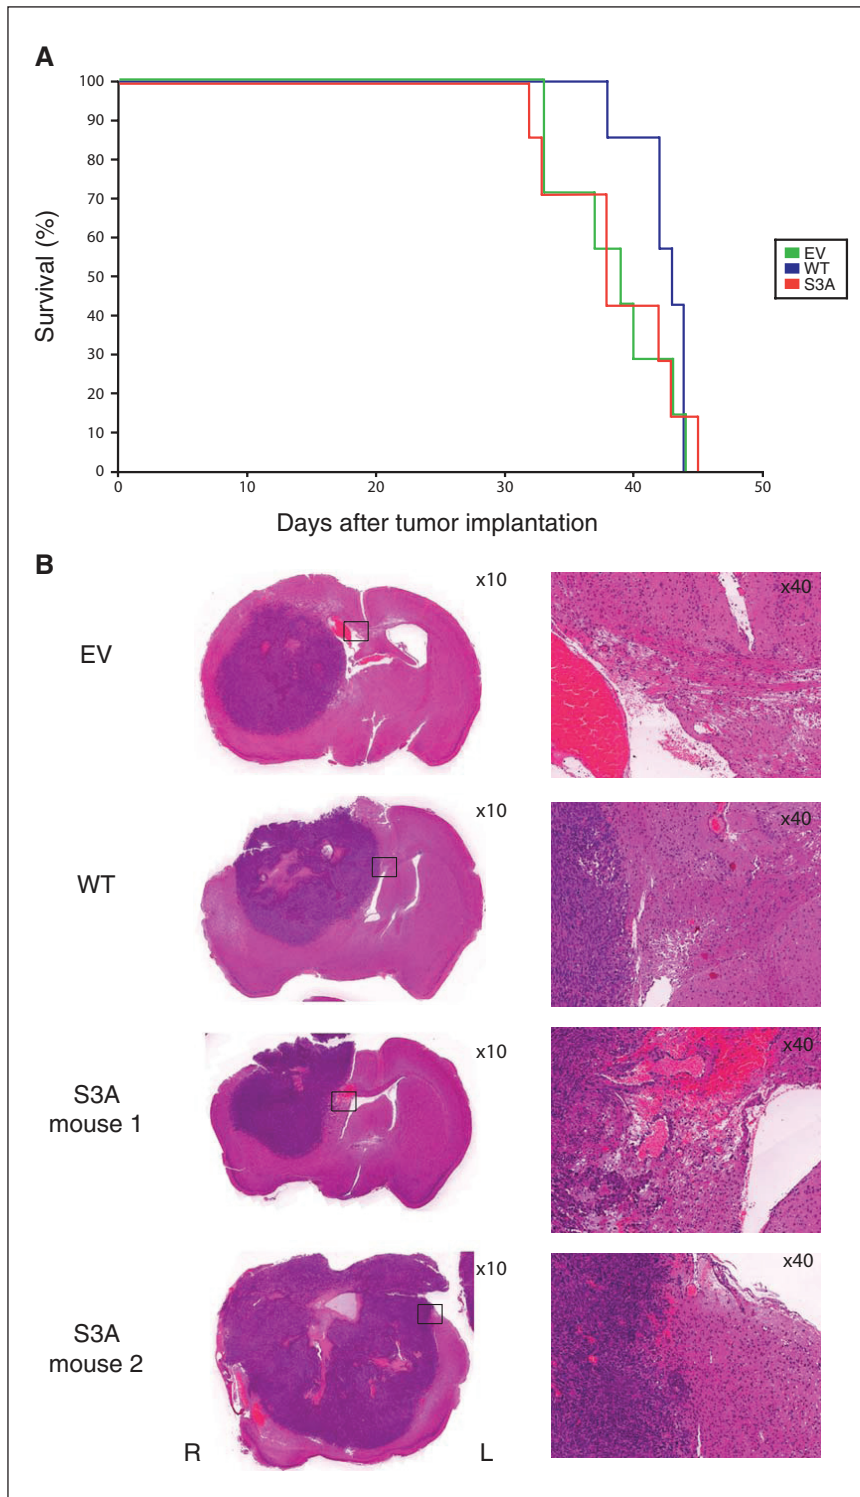 A
100
90
80
70
60
50
40
30
20
10
0
Survival (%)
0 10 20 30 40 50
Days after tumor implantation
EV
WT
S3A
B
EV
x10
x40
WT
x10
x40
S3A
mouse 1
x10
x40
S3A
mouse 2
x10
x40
R
L